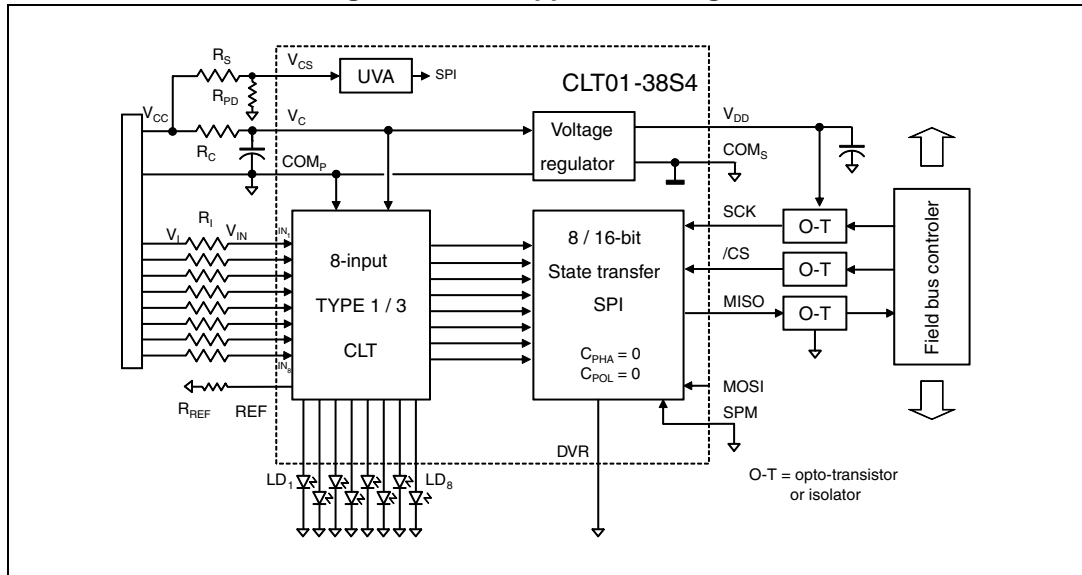 R_S
V_CS
UVA
SPI
CLT01-38S4
R_PD
V_CC
V_C
R_C
COM_P
Voltage
regulator
V_DD
COM_S
R_I
V_I
V_IN
IN_1
IN_8
8-input
TYPE 1 / 3
CLT
8 / 16-bit
State transfer
SPI
C_PHA = 0
C_POL = 0
SCK
/CS
MISO
MOSI
SPM
O-T
O-T
O-T
Field bus controler
R_REF
REF
DVR
LD_1
LD_8
O-T = opto-transistor
or isolator